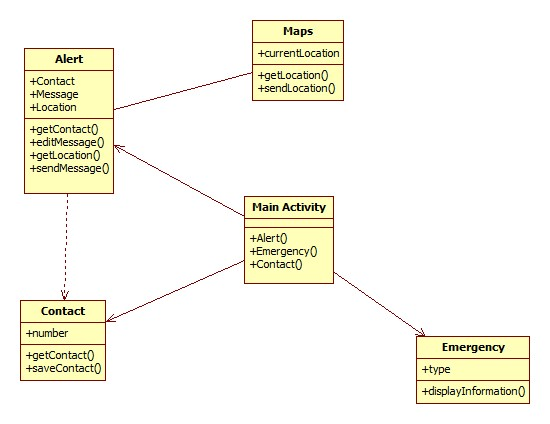 Maps
+currentLocation
+getLocation()
+sendLocation()
Alert
+Contact
+Message
+Location
+getContact()
+editMessage()
+getLocation()
+sendMessage()
Main Activity
+Alert()
+Emergency()
+Contact()
Contact
+number
+getContact()
+saveContact()
Emergency
+type
+displayInformation()